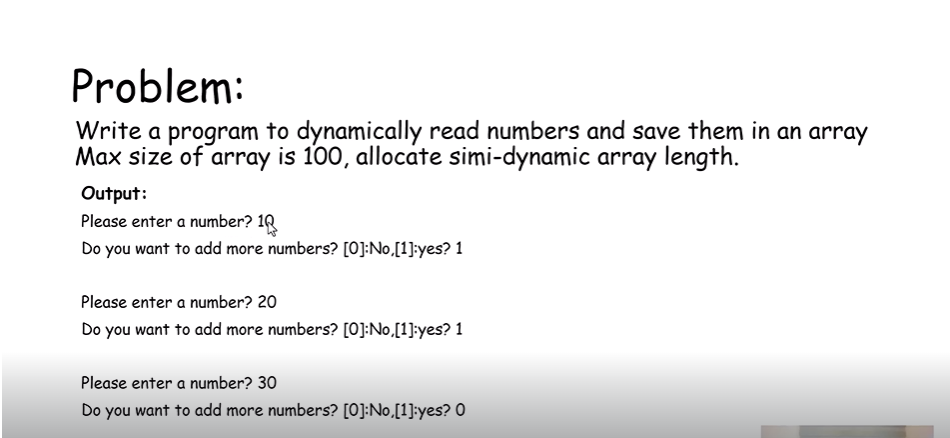 Problem:
Write a program to dynamically read numbers and save them in an array
Max size of array is 100, allocate simi-dynamic array length.
Output:
Please enter a number? 10
Do you want to add more numbers? [0]:No,[1]:yes? 1
Please enter a number? 20
Do you want to add more numbers? [0]:No,[1]:yes? 1
Please enter a number? 30
Do you want to add more numbers? [0]:No,[1]:yes? 0